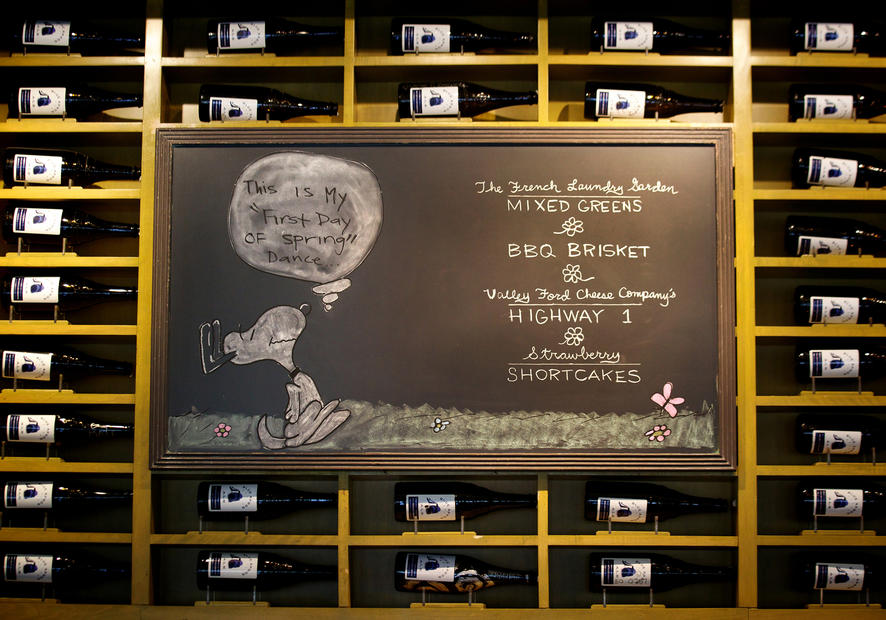 This Is My
"First Day
OF Spring"
Dance...
The French Laundry Garden
MIXED GREENS
BBQ BRISKET
Valley Ford Cheese Company's
HIGHWAY 1
Strawberry
SHORTCAKES